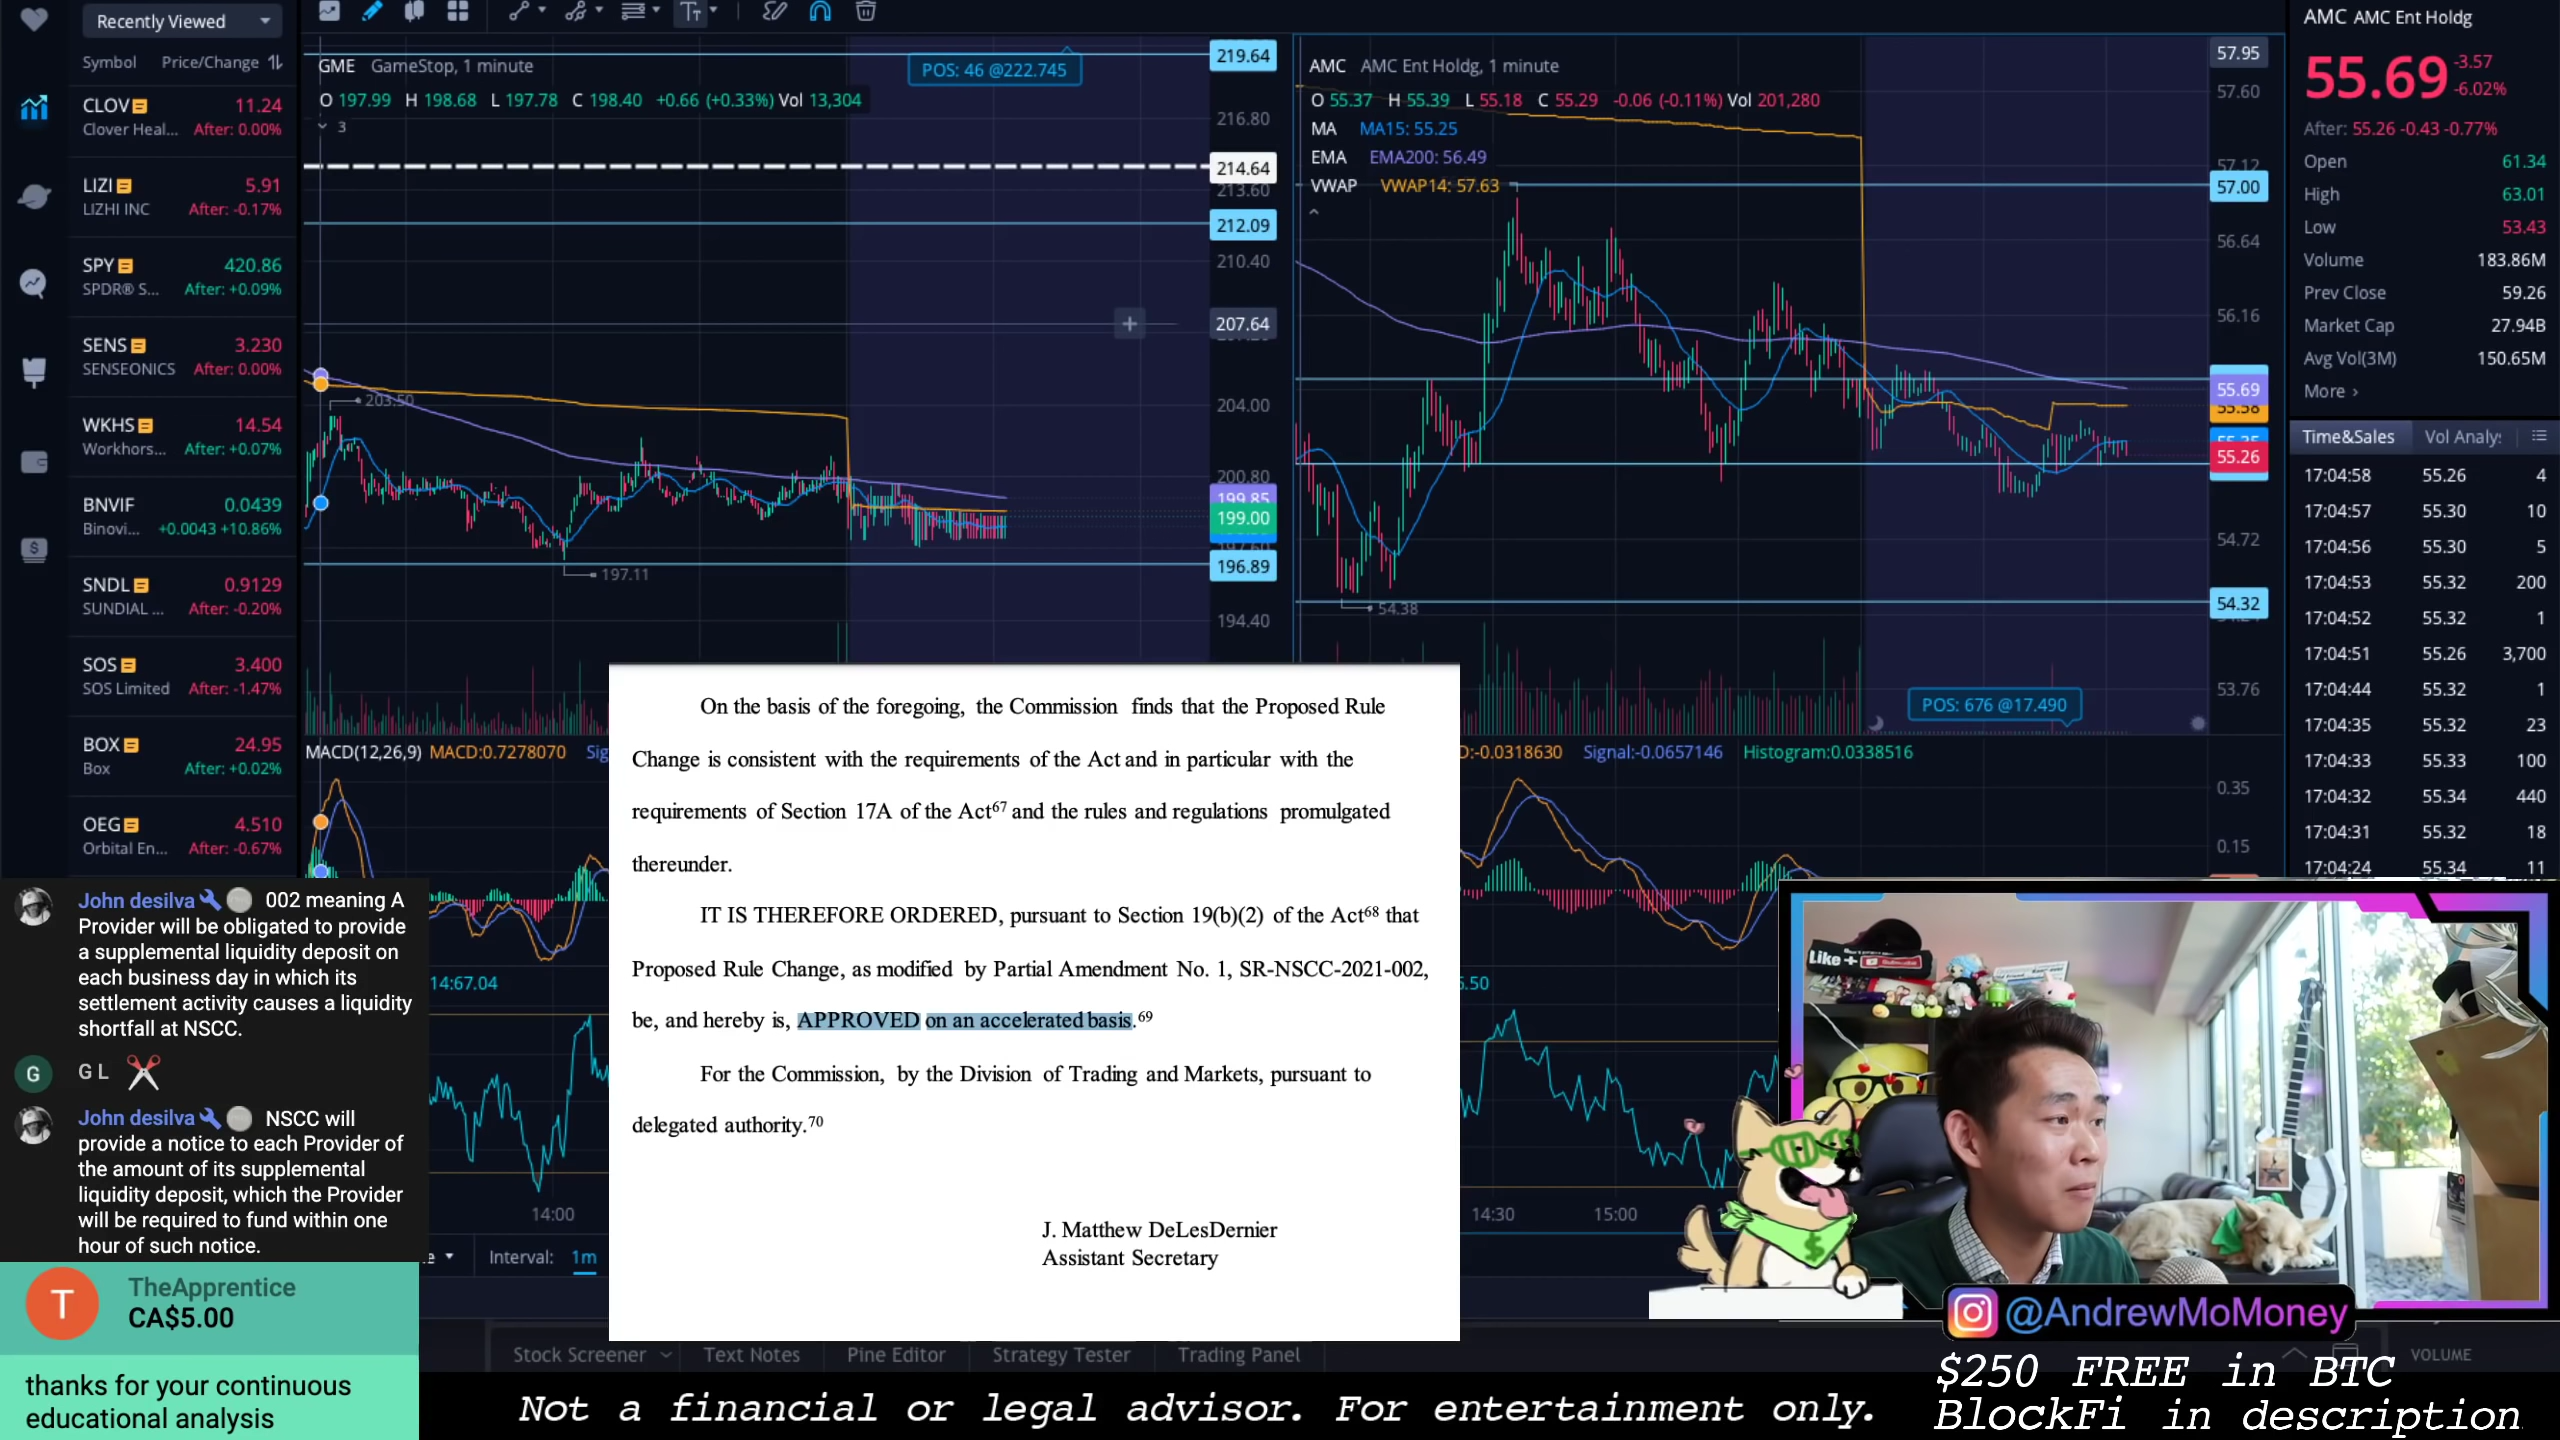 Recently Viewed
Symbol Price/Change
CLOV 11.24
Clover Heal... After: 0.00%
LIZI 5.91
LIZHI INC After: -0.17%
SPY 420.86
SPDR® S... After: +0.09%
SENS 3.230
SENSEONICS After: 0.00%
WKHS 14.54
Workhors... After: +0.07%
BNVIF 0.0439
Binovi... +0.0043 +10.86%
SNDL 0.9129
SUNDIAL ... After: -0.20%
SOS 3.400
SOS Limited After: -1.47%
BOX 24.95
Box After: +0.02%
OEG 4.510
Orbital En... After: -0.67%
GME GameStop, 1 minute
O 197.99 H 198.68 L 197.78 C 198.40 +0.66 (+0.33%) Vol 13,304
3
POS: 46 @222.745
203.50
197.11
219.64
216.80
214.64
213.60
212.09
210.40
207.64
204.00
200.80
199.85
199.00
196.89
194.40
MACD(12,26,9) MACD:0.7278070 Sig
14:67.04
14:00
Interval: 1m
AMC AMC Ent Holdg, 1 minute
O 55.37 H 55.39 L 55.18 C 55.29 -0.06 (-0.11%) Vol 201,280
MA MA15: 55.25
EMA EMA200: 56.49
VWAP VWAP14: 57.63
54.38
POS: 676 @17.490
57.95
57.60
57.12
57.00
56.64
56.16
55.69
55.58
55.26
54.72
54.32
53.76
D:-0.0318630 Signal:-0.0657146 Histogram:0.0338516
0.35
0.15
14:30 15:00
AMC AMC Ent Holdg
55.69 -3.57
-6.02%
After: 55.26 -0.43 -0.77%
Open 61.34
High 63.01
Low 53.43
Volume 183.86M
Prev Close 59.26
Market Cap 27.94B
Avg Vol(3M) 150.65M
More ›
Time&Sales Vol Analy:
17:04:58 55.26 4
17:04:57 55.30 10
17:04:56 55.30 5
17:04:53 55.32 200
17:04:52 55.32 1
17:04:51 55.26 3,700
17:04:44 55.32 1
17:04:35 55.32 23
17:04:33 55.33 100
17:04:32 55.34 440
17:04:31 55.32 18
17:04:24 55.34 11
On the basis of the foregoing, the Commission finds that the Proposed Rule
Change is consistent with the requirements of the Act and in particular with the
requirements of Section 17A of the Act67 and the rules and regulations promulgated
thereunder.
IT IS THEREFORE ORDERED, pursuant to Section 19(b)(2) of the Act68 that
Proposed Rule Change, as modified by Partial Amendment No. 1, SR-NSCC-2021-002,
be, and hereby is, APPROVED on an accelerated basis.69
For the Commission, by the Division of Trading and Markets, pursuant to
delegated authority.70
J. Matthew DeLesDernier
Assistant Secretary
John desilva 002 meaning A
Provider will be obligated to provide
a supplemental liquidity deposit on
each business day in which its
settlement activity causes a liquidity
shortfall at NSCC.
G
G L
John desilva NSCC will
provide a notice to each Provider of
the amount of its supplemental
liquidity deposit, which the Provider
will be required to fund within one
hour of such notice.
T
TheApprentice
CA$5.00
thanks for your continuous
educational analysis
Stock Screener Text Notes Pine Editor Strategy Tester Trading Panel
VOLUME
Like +
@AndrewMoMoney
Not a financial or legal advisor. For entertainment only.
$250 FREE in BTC
BlockFi in description